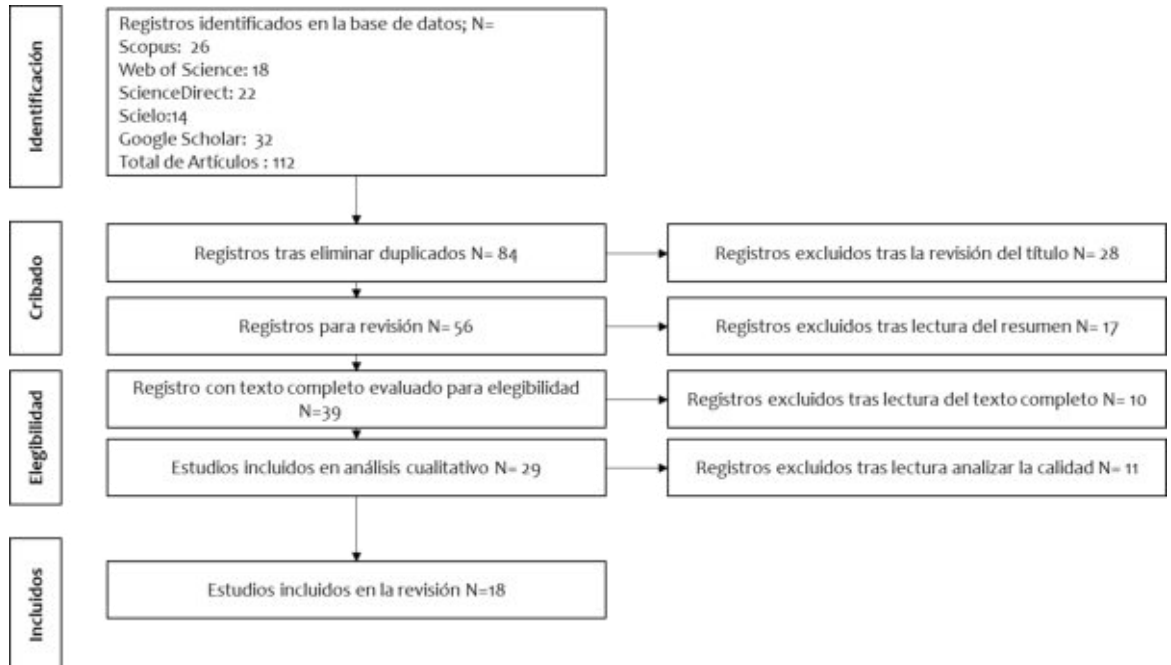 Identificación
Registros identificados en la base de datos; N=
Scopus: 26
Web of Science: 18
ScienceDirect: 22
Scielo:14
Google Scholar: 32
Total de Artículos : 112
Cribado
Registros tras eliminar duplicados N= 84
Registros excluidos tras la revisión del título N= 28
Registros para revisión N= 56
Registros excluidos tras lectura del resumen N= 17
Elegibilidad
Registro con texto completo evaluado para elegibilidad
N=39
Registros excluidos tras lectura del texto completo N= 10
Estudios incluidos en análisis cualitativo N= 29
Registros excluidos tras lectura analizar la calidad N= 11
Incluidos
Estudios incluidos en la revisión N=18